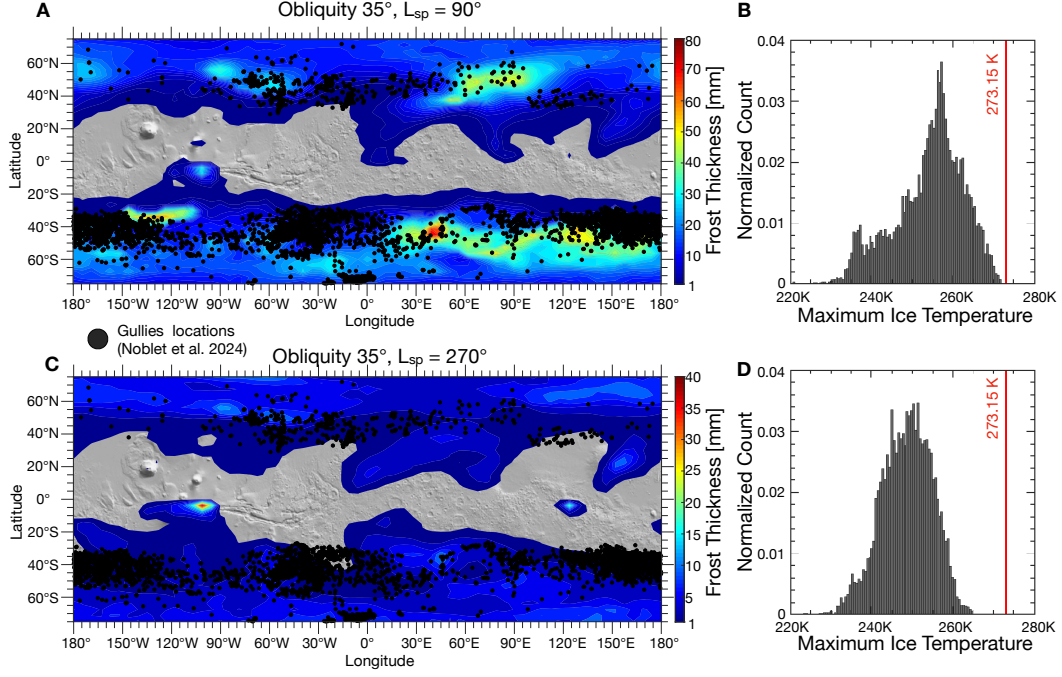 A
Obliquity 35°, Lsp = 90°
60°N
40°N
20°N
0°
20°S
40°S
60°S
Latitude
180° 150°W 120°W 90°W 60°W 30°W 0° 30°E 60°E 90°E 120°E 150°E 180°
Longitude
80
70
60
50
40
30
20
10
1
Frost Thickness [mm]
B
0.04
0.03
0.02
0.01
0
Normalized Count
273.15 K
220K 240K 260K 280K
Maximum Ice Temperature
Gullies locations
(Noblet et al. 2024)
C
Obliquity 35°, Lsp = 270°
60°N
40°N
20°N
0°
20°S
40°S
60°S
Latitude
180° 150°W 120°W 90°W 60°W 30°W 0° 30°E 60°E 90°E 120°E 150°E 180°
Longitude
40
35
30
25
20
15
10
5
1
Frost Thickness [mm]
D
0.04
0.03
0.02
0.01
0
Normalized Count
273.15 K
220K 240K 260K 280K
Maximum Ice Temperature